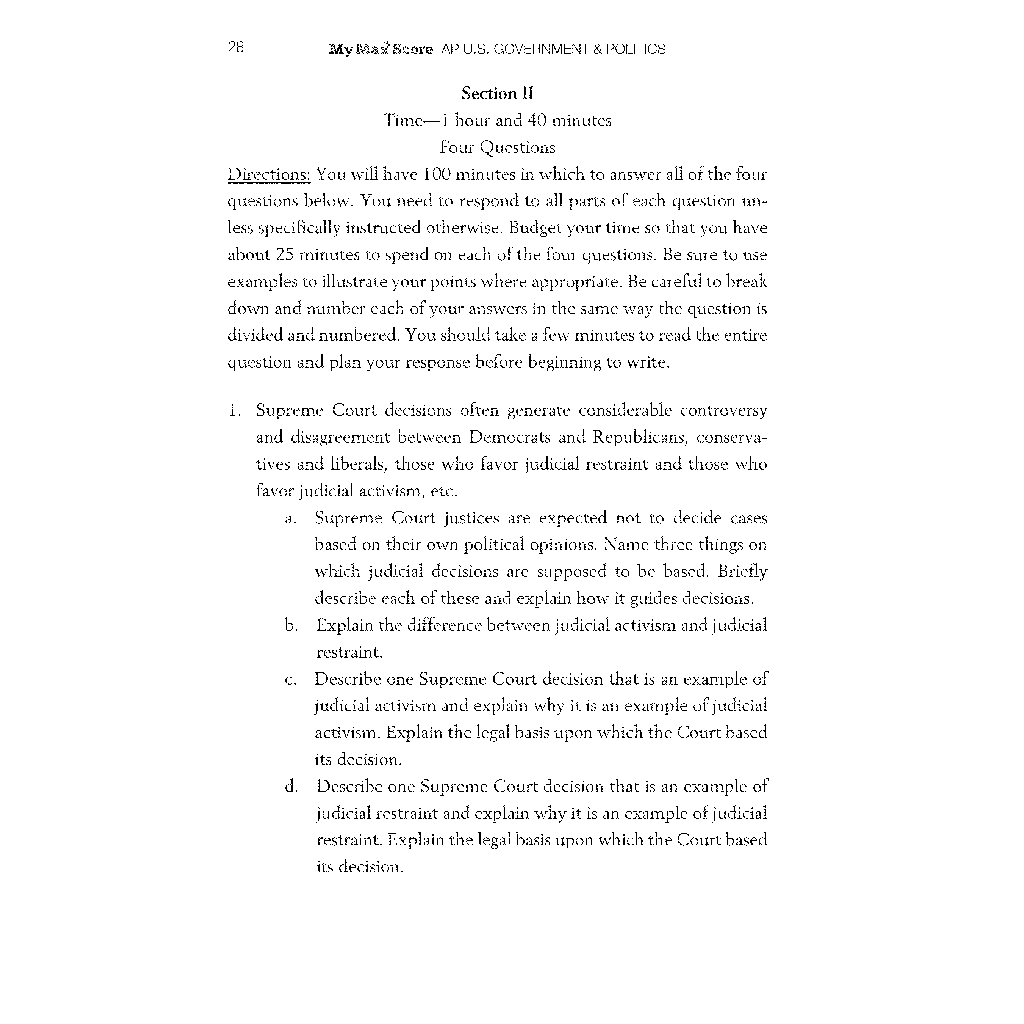 28
My Max Score AP U.S. GOVERNMENT & POLITICS
Section II
Time—1 hour and 40 minutes
Four Questions
Directions: You will have 100 minutes in which to answer all of the four
questions below. You need to respond to all parts of each question un-
less specifically instructed otherwise. Budget your time so that you have
about 25 minutes to spend on each of the four questions. Be sure to use
examples to illustrate your points where appropriate. Be careful to break
down and number each of your answers in the same way the question is
divided and numbered. You should take a few minutes to read the entire
question and plan your response before beginning to write.
1. Supreme Court decisions often generate considerable controversy
and disagreement between Democrats and Republicans, conserva-
tives and liberals, those who favor judicial restraint and those who
favor judicial activism, etc.
a. Supreme Court justices are expected not to decide cases
based on their own political opinions. Name three things on
which judicial decisions are supposed to be based. Briefly
describe each of these and explain how it guides decisions.
b. Explain the difference between judicial activism and judicial
restraint.
c. Describe one Supreme Court decision that is an example of
judicial activism and explain why it is an example of judicial
activism. Explain the legal basis upon which the Court based
its decision.
d. Describe one Supreme Court decision that is an example of
judicial restraint and explain why it is an example of judicial
restraint. Explain the legal basis upon which the Court based
its decision.